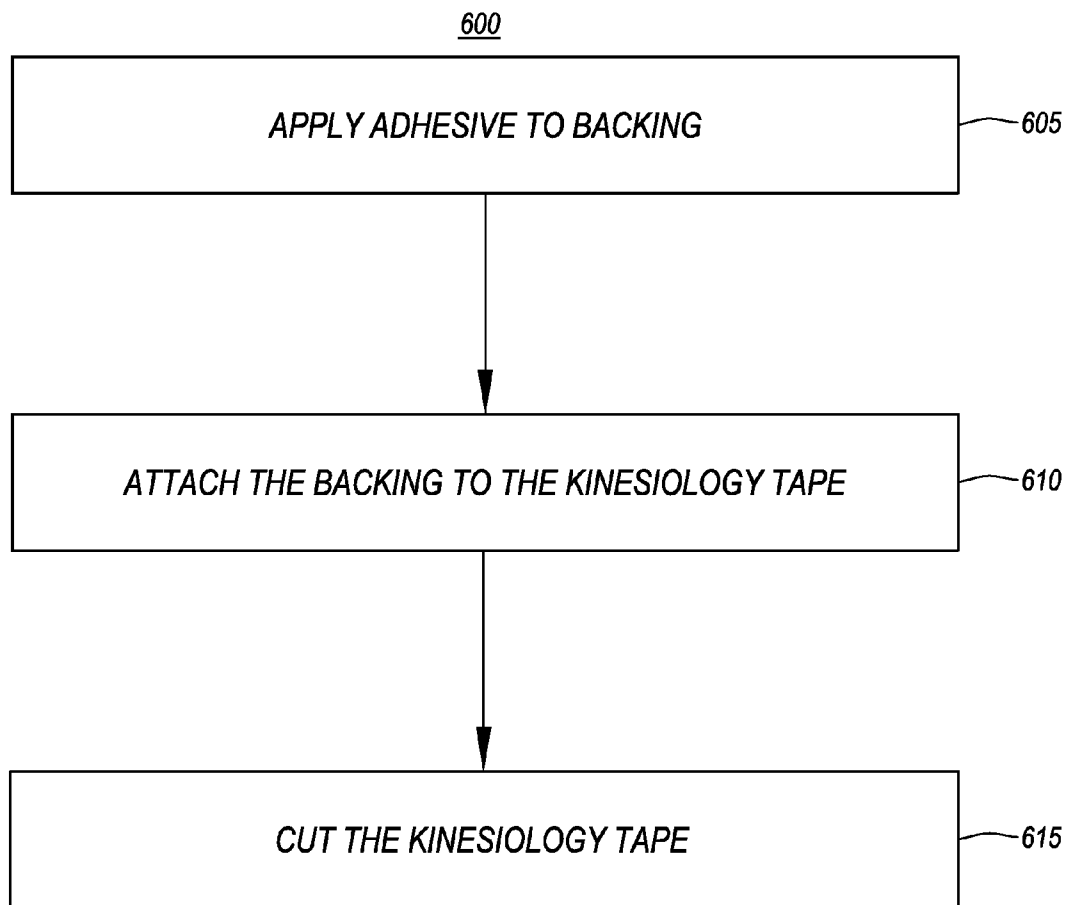 600
APPLY ADHESIVE TO BACKING
605
ATTACH THE BACKING TO THE KINESIOLOGY TAPE
610
CUT THE KINESIOLOGY TAPE
615